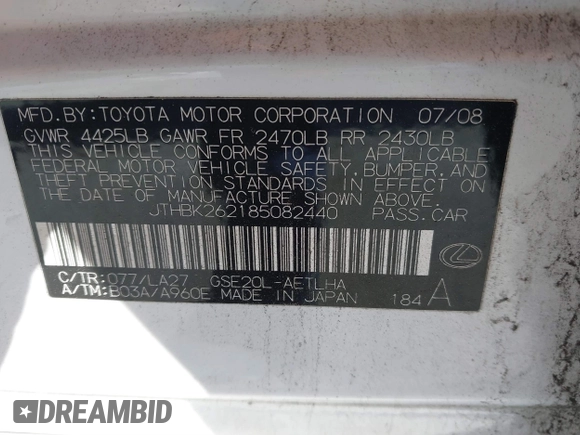 MFD.BY:TOYOTA MOTOR CORPORATION 07/08
GVWR 4425LB GAWR FR 2470LB RR 2430LB
THIS VEHICLE CONFORMS TO ALL APPLICABLE
FEDERAL MOTOR VEHICLE SAFETY, BUMPER, AND
THEFT PREVENTION STANDARDS IN EFFECT ON
THE DATE OF MANUFACTURE SHOWN ABOVE.
JTHBK262185082440 PASS.CAR
C/TR: 077/LA27 GSE20L-AETLHA
A/TM: B03A/A960E MADE IN JAPAN 184 A
DREAMBID